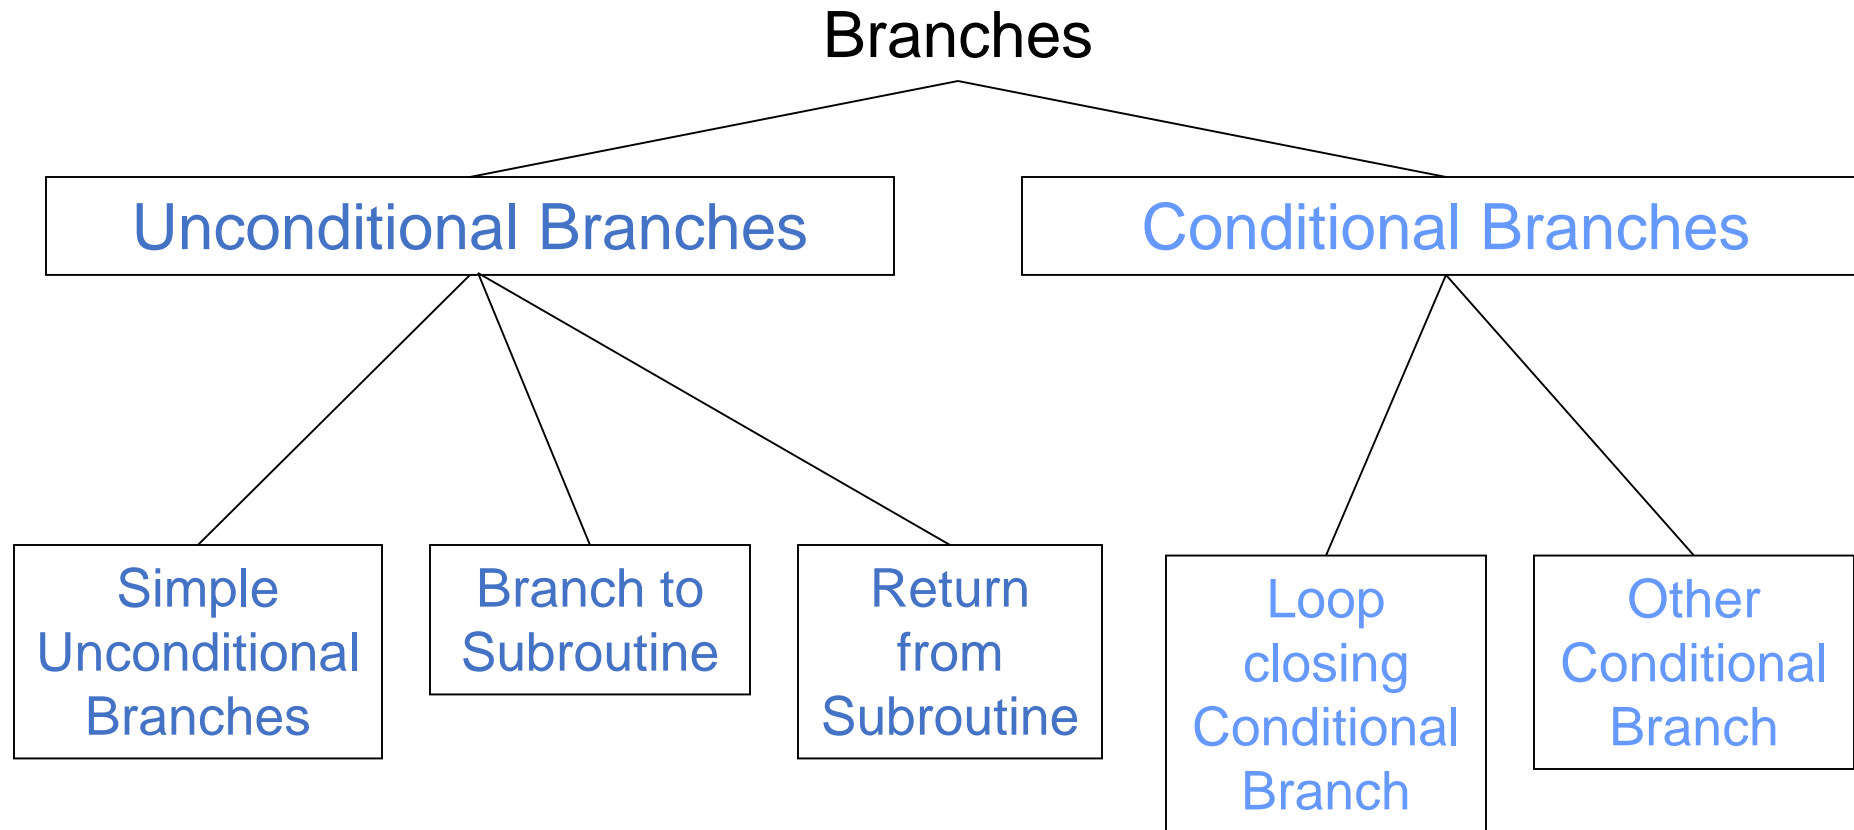 Branches
Unconditional Branches
Conditional Branches
Simple
Unconditional
Branches
Branch to
Subroutine
Return
from
Subroutine
Loop
closing
Conditional
Branch
Other
Conditional
Branch